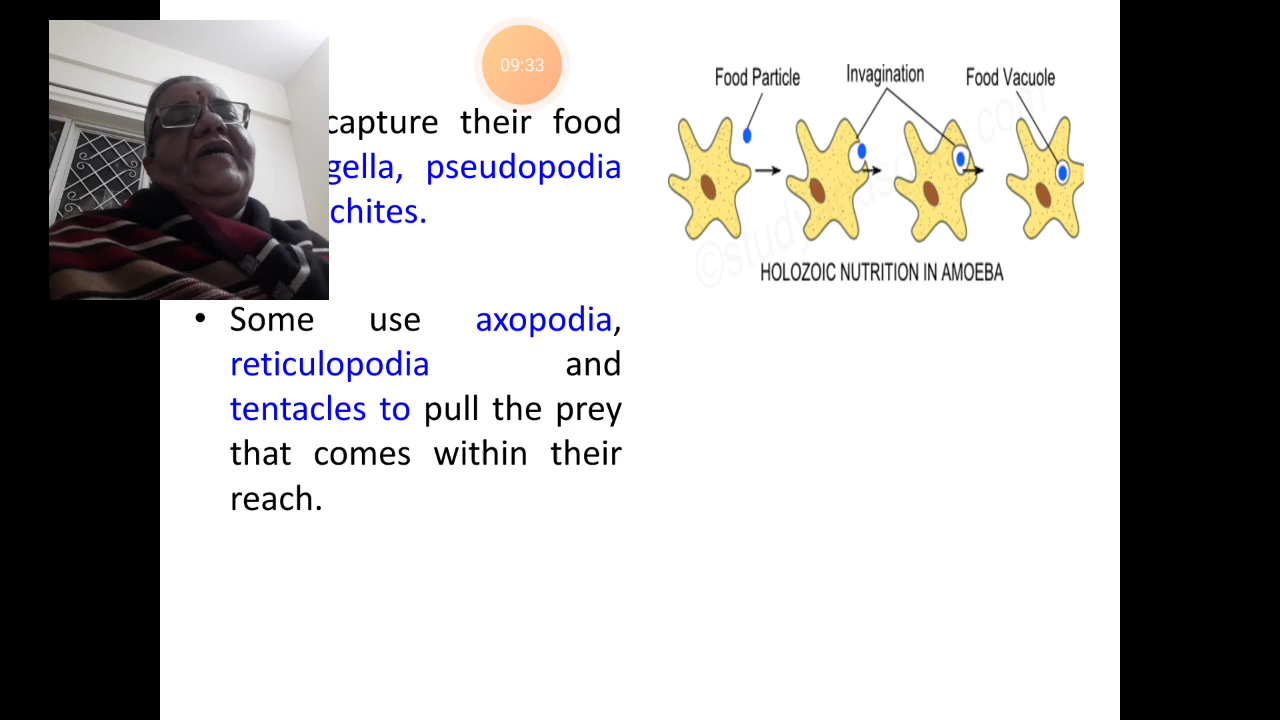 09:33
capture their food
gella, pseudopodia
chites.
• Some use axopodia,
reticulopodia and
tentacles to pull the prey
that comes within their
reach.
Food Particle Invagination Food Vacuole
HOLOZOIC NUTRITION IN AMOEBA